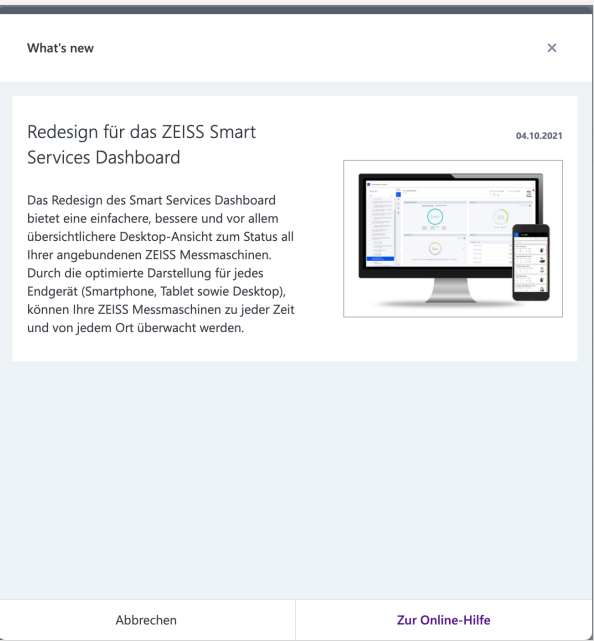 What's new
Redesign für das ZEISS Smart
Services Dashboard
04.10.2021
Das Redesign des Smart Services Dashboard
bietet eine einfachere, bessere und vor allem
übersichtlichere Desktop-Ansicht zum Status all
Ihrer angebundenen ZEISS Messmaschinen.
Durch die optimierte Darstellung für jedes
Endgerät (Smartphone, Tablet sowie Desktop),
können Ihre ZEISS Messmaschinen zu jeder Zeit
und von jedem Ort überwacht werden.
Abbrechen
Zur Online-Hilfe